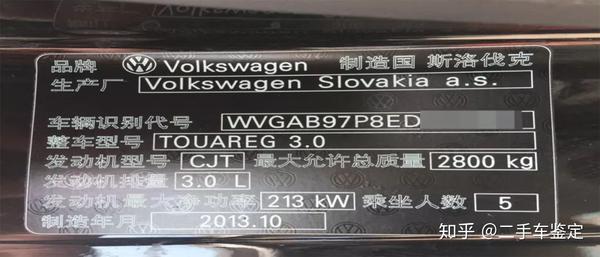 品牌 Volkswagen 制造国 斯洛伐克
生产厂 Volkswagen Slovakia a.s.
车辆识别代号 WVGAB97P8ED
整车型号 TOUAREG 3.0
发动机型号 CJT 最大允许总质量 2800 kg
发动机排量 3.0 L
发动机最大净功率 213 kW 乘坐人数 5
制造年月 2013.10
知乎 @二手车鉴定